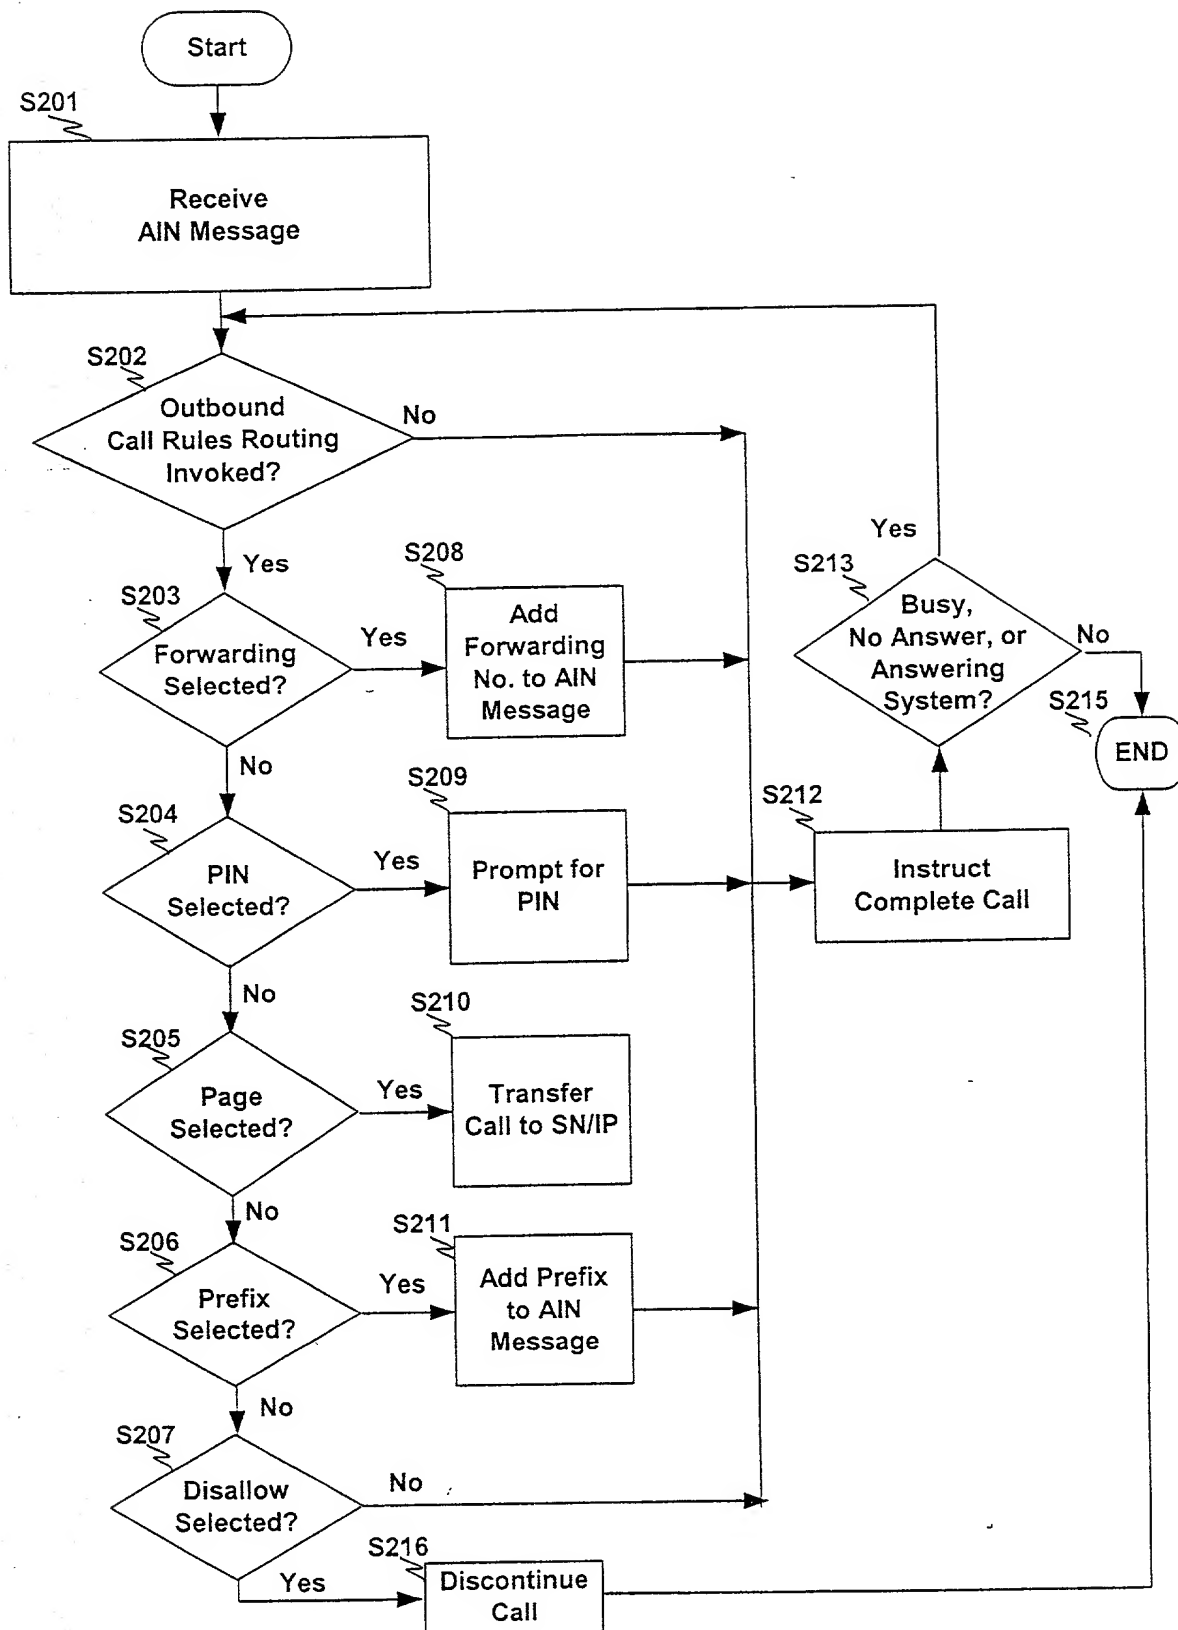 Start
S201
Receive
AIN Message
S202
Outbound
Call Rules Routing
Invoked?
No
Yes
S203
Forwarding
Selected?
Yes
S208
Add
Forwarding
No. to AIN
Message
Yes
S213
Busy,
No Answer, or
Answering
System?
No
S215
END
No
S204
PIN
Selected?
Yes
S209
Prompt for
PIN
S212
Instruct
Complete Call
No
S205
Page
Selected?
Yes
S210
Transfer
Call to SN/IP
No
S206
Prefix
Selected?
Yes
S211
Add Prefix
to AIN
Message
No
S207
Disallow
Selected?
No
Yes
S216
Discontinue
Call